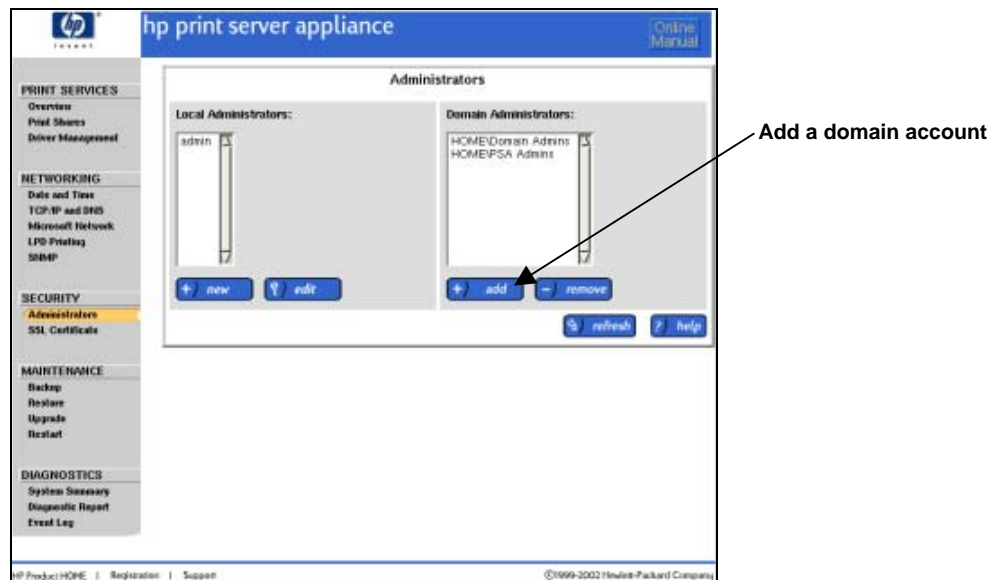 hp
invent
hp print server appliance
Online
Manual
PRINT SERVICES
Overview
Print Shares
Driver Management
NETWORKING
Date and Time
TCP/IP and DNS
Microsoft Network
LPD Printing
SNMP
SECURITY
Administrators
SSL Certificate
MAINTENANCE
Backup
Restore
Upgrade
Restart
DIAGNOSTICS
System Summary
Diagnostic Report
Event Log
Administrators
Local Administrators:
admin
new
edit
Domain Administrators:
HOME\Domain Admins
HOME\PSA Admins
add
remove
refresh
? help
Add a domain account
HP Product HOME | Registration | Support
©1999-2002 Hewlett-Packard Company